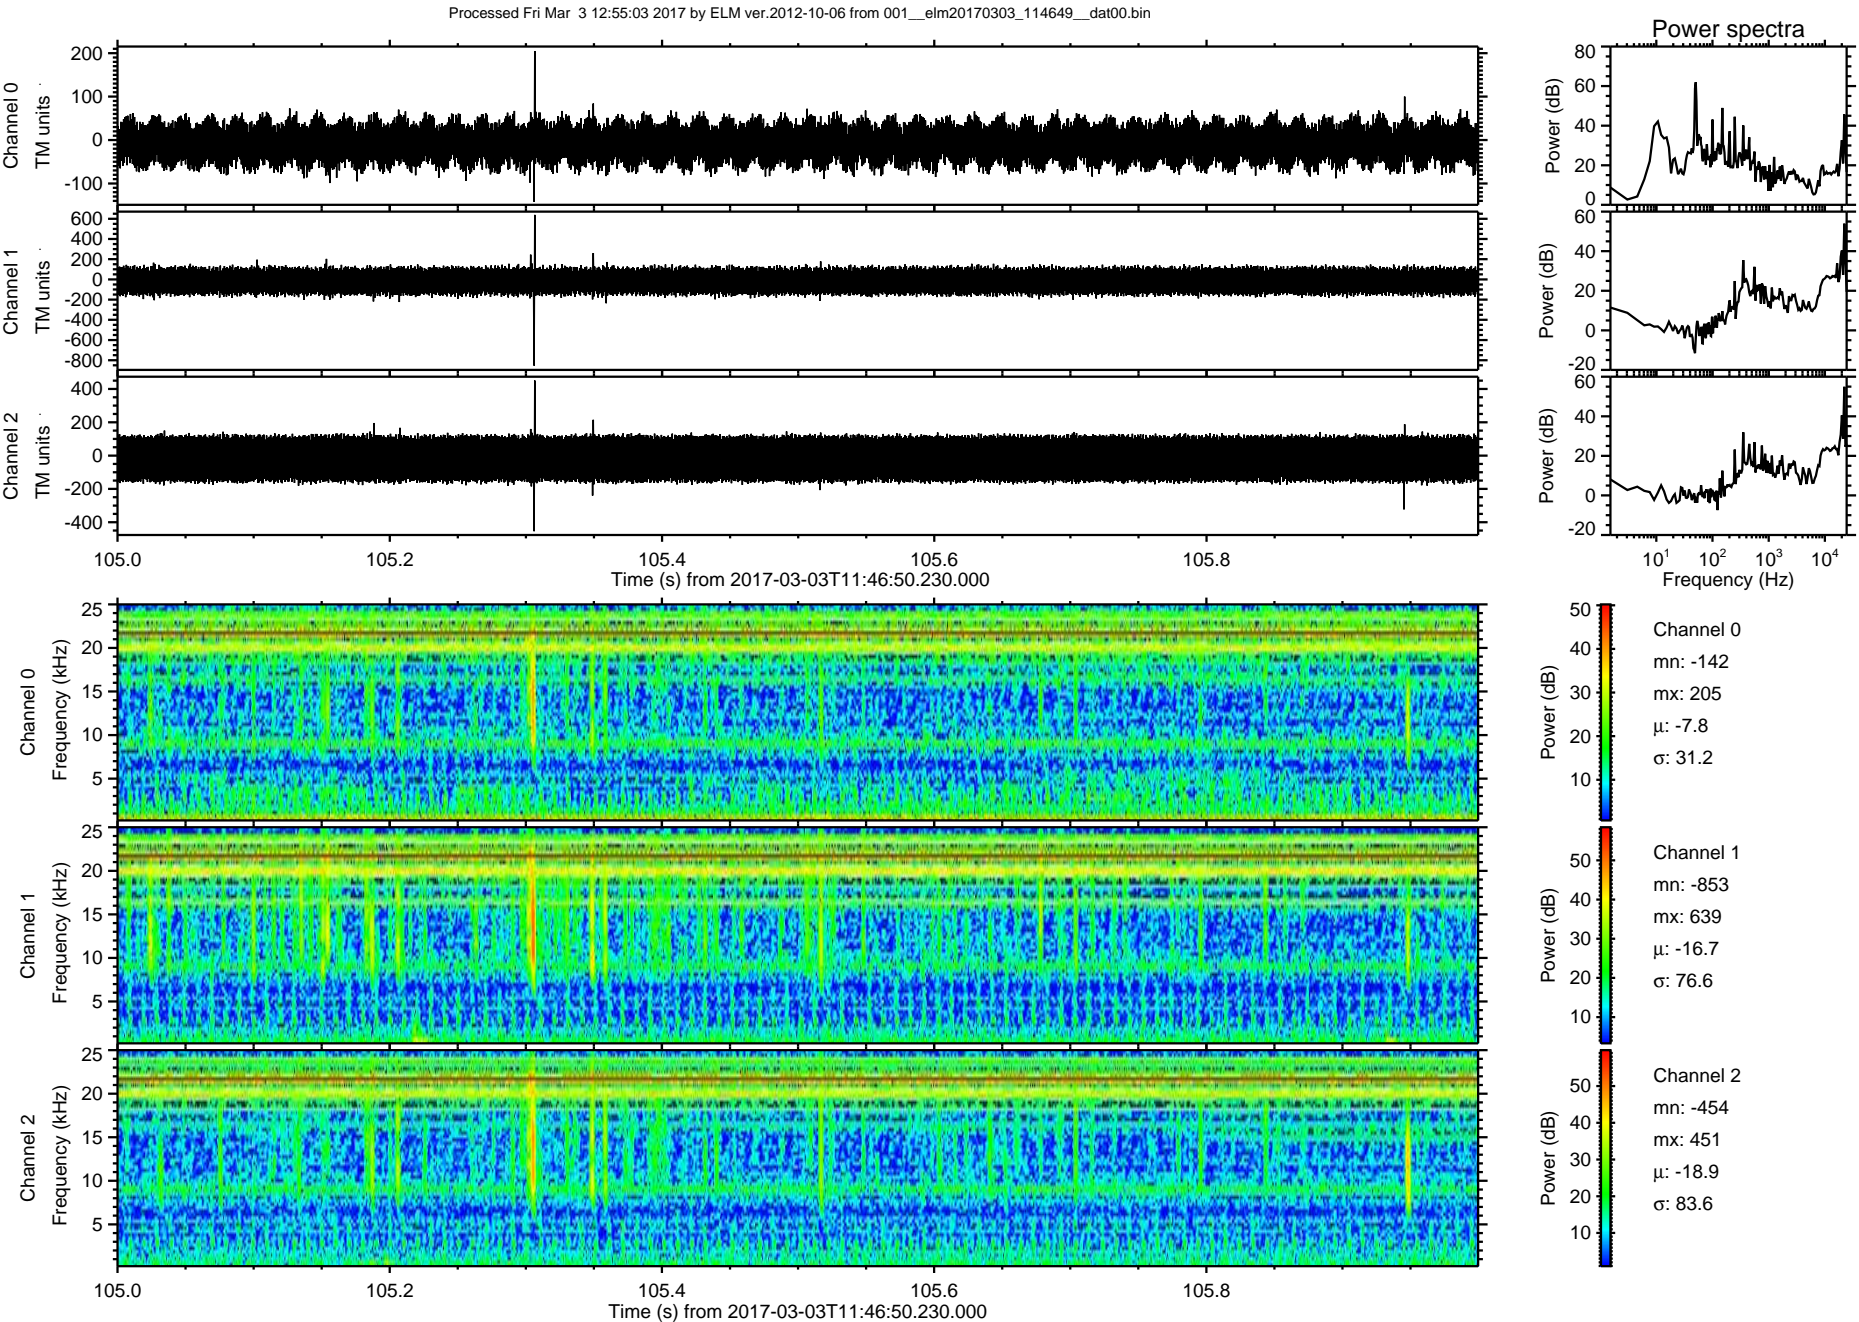 Processed Fri Mar 3 12:55:03 2017 by ELM ver.2012-10-06 from 001__elm20170303_114649__dat00.bin
Power spectra
Channel 0
TM units
200
100
0
-100
Power (dB)
80
60
40
20
0
Channel 1
TM units
600
400
200
0
-200
-400
-600
-800
Power (dB)
60
40
20
0
-20
Channel 2
TM units
400
200
0
-200
-400
Power (dB)
60
40
20
0
-20
105.0 105.2 105.4 105.6 105.8
Time (s) from 2017-03-03T11:46:50.230.000
10^1 10^2 10^3 10^4
Frequency (Hz)
Channel 0
Frequency (kHz)
25
20
15
10
5
Power (dB)
50
40
30
20
10
Channel 0
mn: -142
mx: 205
μ: -7.8
σ: 31.2
Channel 1
Frequency (kHz)
25
20
15
10
5
Power (dB)
50
40
30
20
10
Channel 1
mn: -853
mx: 639
μ: -16.7
σ: 76.6
Channel 2
Frequency (kHz)
25
20
15
10
5
Power (dB)
50
40
30
20
10
Channel 2
mn: -454
mx: 451
μ: -18.9
σ: 83.6
105.0 105.2 105.4 105.6 105.8
Time (s) from 2017-03-03T11:46:50.230.000